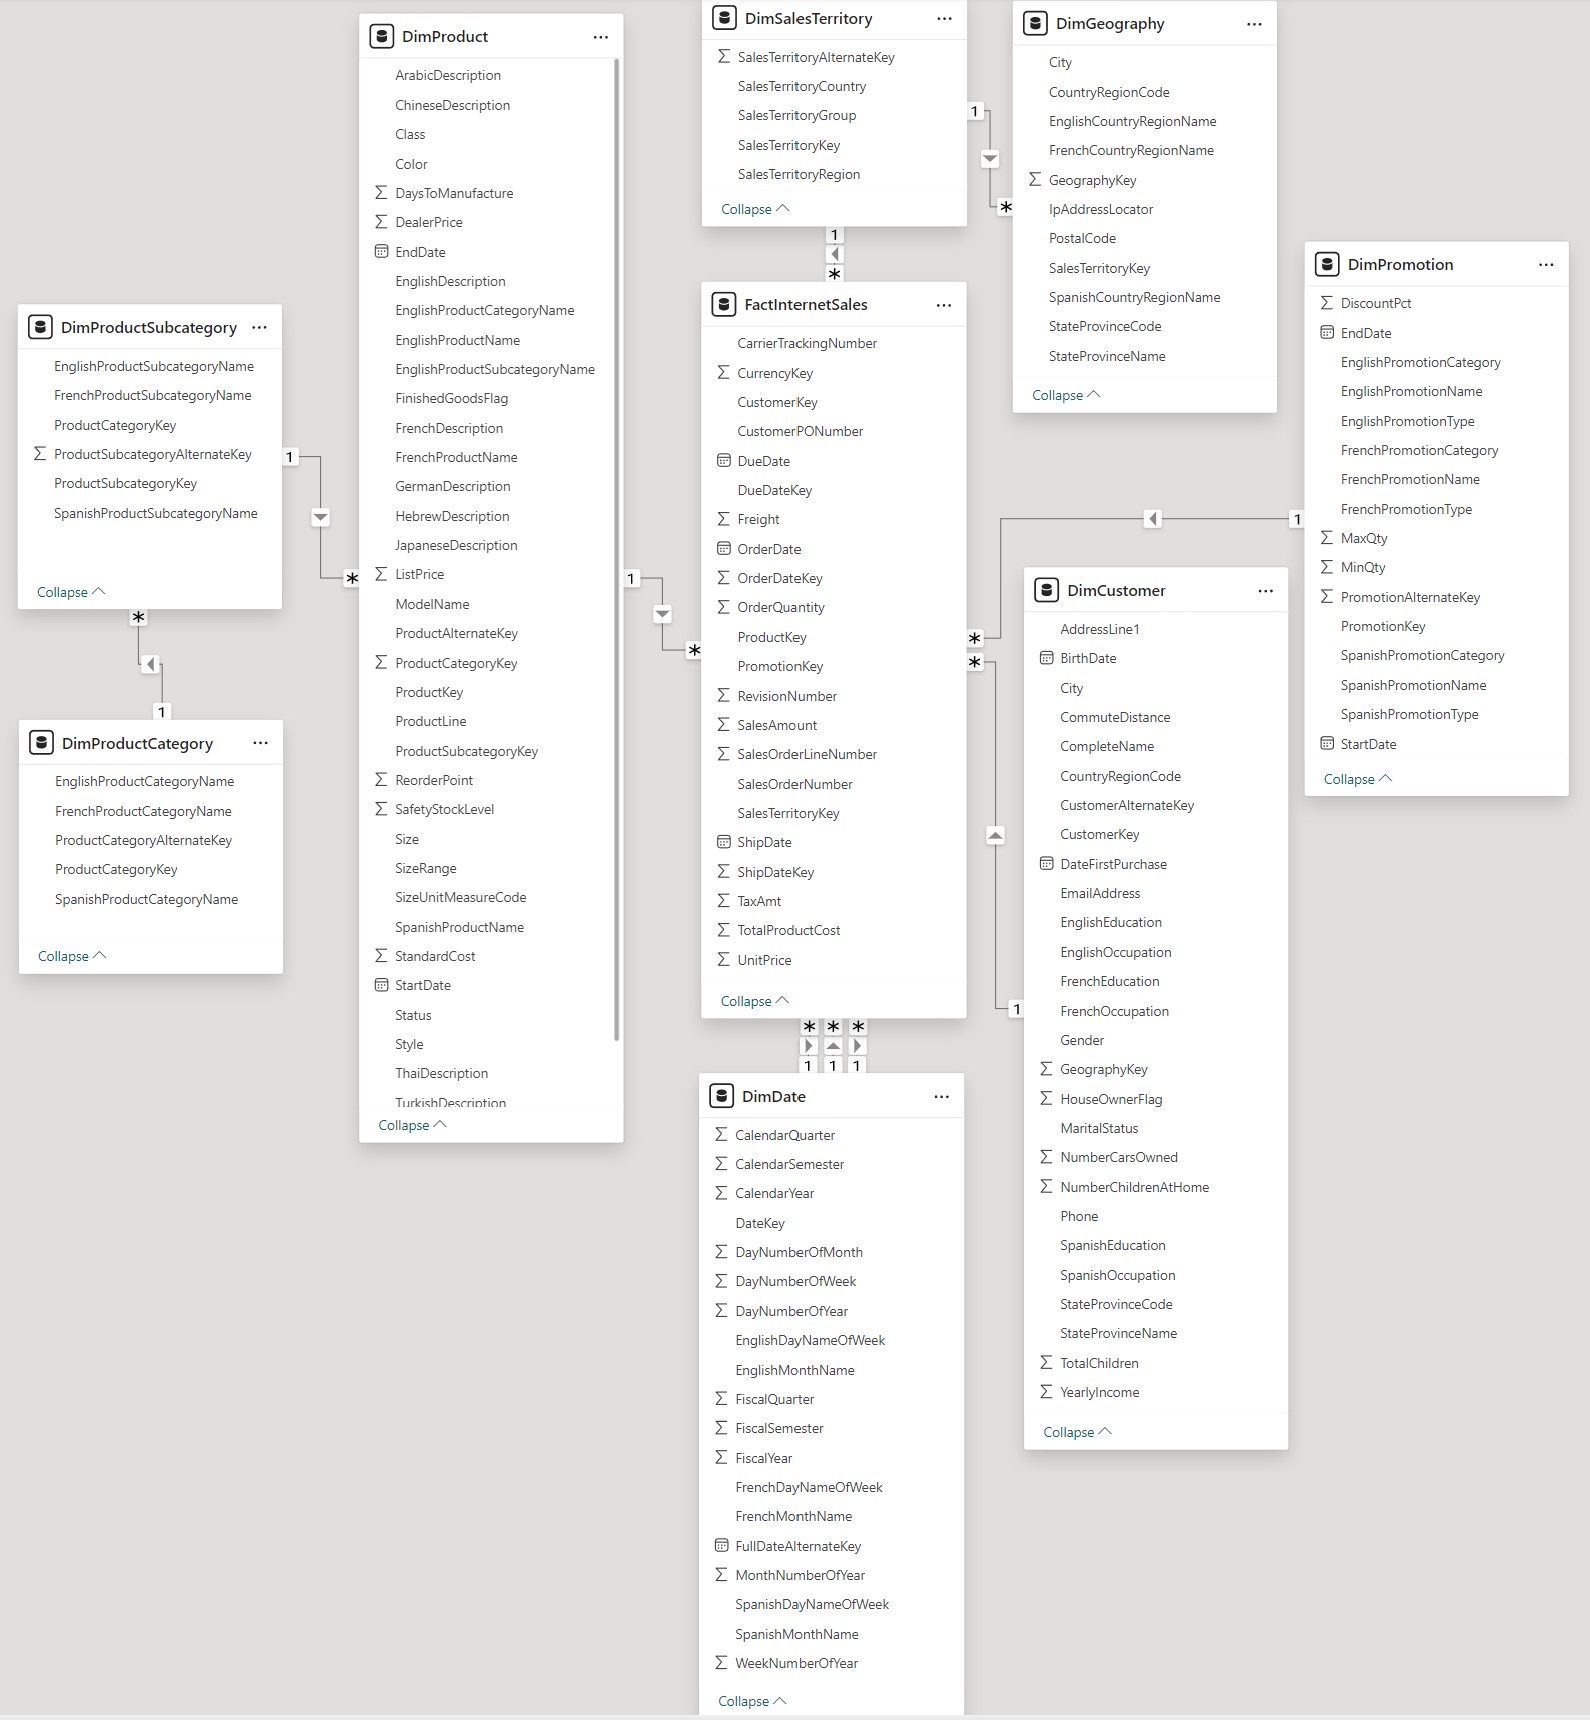 DimProductSubcategory
EnglishProductSubcategoryName
FrenchProductSubcategoryName
ProductCategoryKey
ProductSubcategoryAlternateKey
ProductSubcategoryKey
SpanishProductSubcategoryName
Collapse
1
*
*
1
DimProductCategory
EnglishProductCategoryName
FrenchProductCategoryName
ProductCategoryAlternateKey
ProductCategoryKey
SpanishProductCategoryName
Collapse
DimProduct
ArabicDescription
ChineseDescription
Class
Color
DaysToManufacture
DealerPrice
EndDate
EnglishDescription
EnglishProductCategoryName
EnglishProductName
EnglishProductSubcategoryName
FinishedGoodsFlag
FrenchDescription
FrenchProductName
GermanDescription
HebrewDescription
JapaneseDescription
ListPrice
ModelName
ProductAlternateKey
ProductCategoryKey
ProductKey
ProductLine
ProductSubcategoryKey
ReorderPoint
SafetyStockLevel
Size
SizeRange
SizeUnitMeasureCode
SpanishProductName
StandardCost
StartDate
Status
Style
ThaiDescription
TurkishDescription
Collapse
1
*
DimSalesTerritory
SalesTerritoryAlternateKey
SalesTerritoryCountry
SalesTerritoryGroup
SalesTerritoryKey
SalesTerritoryRegion
Collapse
1
*
1
*
FactInternetSales
CarrierTrackingNumber
CurrencyKey
CustomerKey
CustomerPONumber
DueDate
DueDateKey
Freight
OrderDate
OrderDateKey
OrderQuantity
ProductKey
PromotionKey
RevisionNumber
SalesAmount
SalesOrderLineNumber
SalesOrderNumber
SalesTerritoryKey
ShipDate
ShipDateKey
TaxAmt
TotalProductCost
UnitPrice
Collapse
* * *
1 1 1
DimDate
CalendarQuarter
CalendarSemester
CalendarYear
DateKey
DayNumberOfMonth
DayNumberOfWeek
DayNumberOfYear
EnglishDayNameOfWeek
EnglishMonthName
FiscalQuarter
FiscalSemester
FiscalYear
FrenchDayNameOfWeek
FrenchMonthName
FullDateAlternateKey
MonthNumberOfYear
SpanishDayNameOfWeek
SpanishMonthName
WeekNumberOfYear
Collapse
DimGeography
City
CountryRegionCode
EnglishCountryRegionName
FrenchCountryRegionName
GeographyKey
IpAddressLocator
PostalCode
SalesTerritoryKey
SpanishCountryRegionName
StateProvinceCode
StateProvinceName
Collapse
1
*
*
1
DimCustomer
AddressLine1
BirthDate
City
CommuteDistance
CompleteName
CountryRegionCode
CustomerAlternateKey
CustomerKey
DateFirstPurchase
EmailAddress
EnglishEducation
EnglishOccupation
FrenchEducation
FrenchOccupation
Gender
GeographyKey
HouseOwnerFlag
MaritalStatus
NumberCarsOwned
NumberChildrenAtHome
Phone
SpanishEducation
SpanishOccupation
StateProvinceCode
StateProvinceName
TotalChildren
YearlyIncome
Collapse
DimPromotion
DiscountPct
EndDate
EnglishPromotionCategory
EnglishPromotionName
EnglishPromotionType
FrenchPromotionCategory
FrenchPromotionName
FrenchPromotionType
MaxQty
MinQty
PromotionAlternateKey
PromotionKey
SpanishPromotionCategory
SpanishPromotionName
SpanishPromotionType
StartDate
Collapse